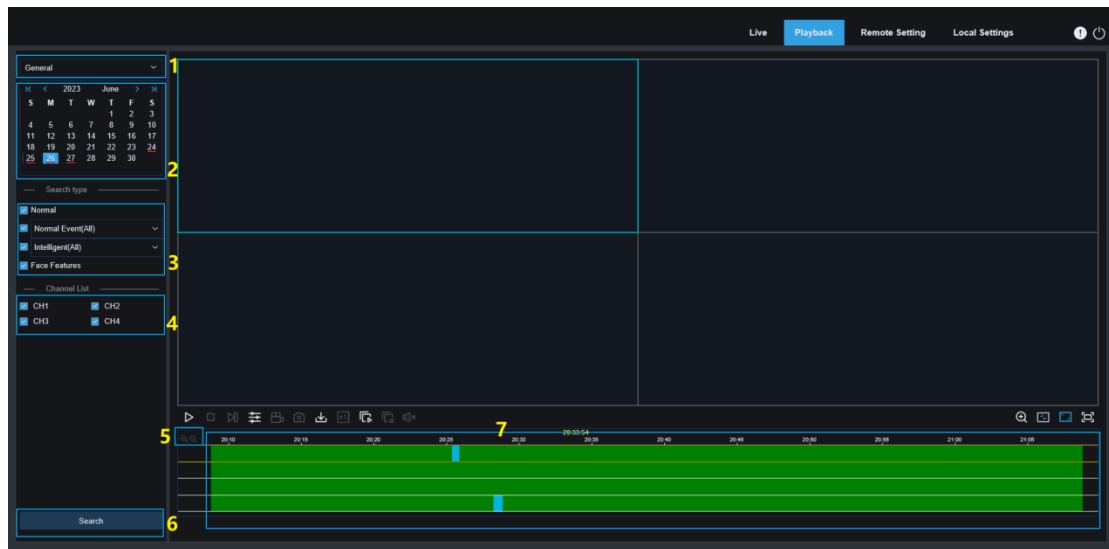 Live Playback Remote Setting Local Settings
General
1
2023 June
S M T W T F S
1 2 3
4 5 6 7 8 9 10
11 12 13 14 15 16 17
18 19 20 21 22 23 24
25 26 27 28 29 30
2
Search type
Normal
Normal Event(All)
Intelligent(All)
Face Features
3
Channel List
CH1 CH2
CH3 CH4
4
x1
5
7
20:33:54
20:10 20:15 20:20 20:25 20:30 20:35 20:40 20:45 20:50 20:55 21:00 21:05
Search
6